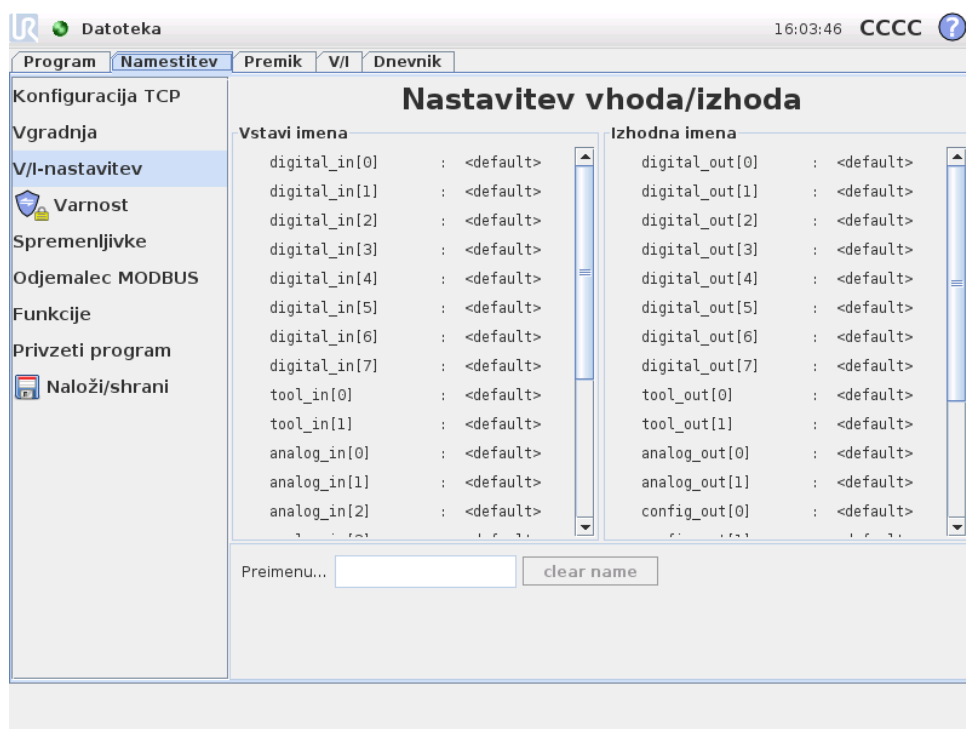 UR Datoteka 16:03:46 CCCC ?
Program Namestitev Premik V/I Dnevnik
Konfiguracija TCP
Vgradnja
V/I-nastavitev
Varnost
Spremenljivke
Odjemalec MODBUS
Funkcije
Privzeti program
Naloži/shrani
Nastavitev vhoda/izhoda
Vstavi imena
digital_in[0] : <default>
digital_in[1] : <default>
digital_in[2] : <default>
digital_in[3] : <default>
digital_in[4] : <default>
digital_in[5] : <default>
digital_in[6] : <default>
digital_in[7] : <default>
tool_in[0] : <default>
tool_in[1] : <default>
analog_in[0] : <default>
analog_in[1] : <default>
analog_in[2] : <default>
Izhodna imena
digital_out[0] : <default>
digital_out[1] : <default>
digital_out[2] : <default>
digital_out[3] : <default>
digital_out[4] : <default>
digital_out[5] : <default>
digital_out[6] : <default>
digital_out[7] : <default>
tool_out[0] : <default>
tool_out[1] : <default>
analog_out[0] : <default>
analog_out[1] : <default>
config_out[0] : <default>
Preimenu... clear name